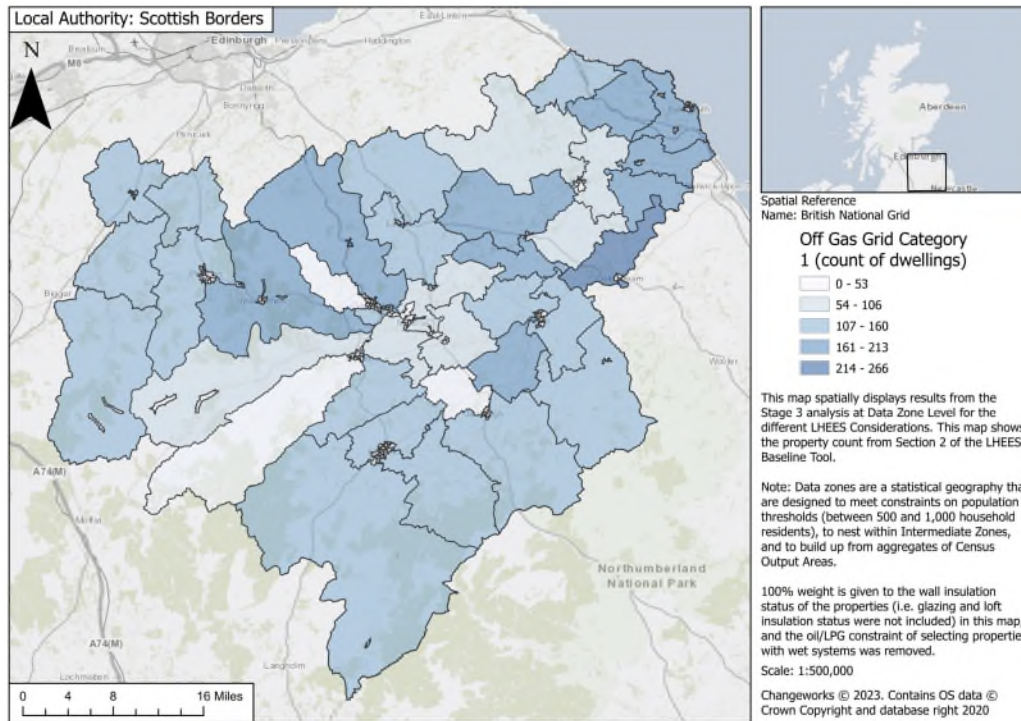 Local Authority: Scottish Borders
N
Edinburgh
Haddington
M8
Penicuik
Biggar
Wooler
A74(M)
Moffat
A74(M)
Lochmaben
Langholm
Northumberland
National Park
0 4 8 16 Miles
Aberdeen
Edinburgh
Newcastle
Spatial Reference
Name: British National Grid
Off Gas Grid Category
1 (count of dwellings)
0 - 53
54 - 106
107 - 160
161 - 213
214 - 266
This map spatially displays results from the
Stage 3 analysis at Data Zone Level for the
different LHEES Considerations. This map shows
the property count from Section 2 of the LHEES
Baseline Tool.
Note: Data zones are a statistical geography tha
are designed to meet constraints on population
thresholds (between 500 and 1,000 household
residents), to nest within Intermediate Zones,
and to build up from aggregates of Census
Output Areas.
100% weight is given to the wall insulation
status of the properties (i.e. glazing and loft
insulation status were not included) in this map,
and the oil/LPG constraint of selecting propertie
with wet systems was removed.
Scale: 1:500,000
Changeworks © 2023. Contains OS data ©
Crown Copyright and database right 2020